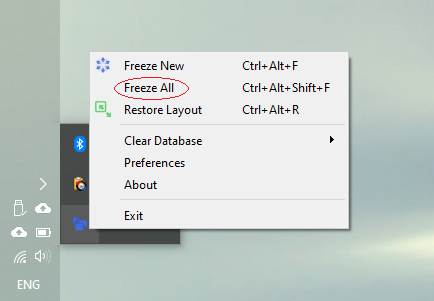 Freeze New Ctrl+Alt+F
Freeze All Ctrl+Alt+Shift+F
Restore Layout Ctrl+Alt+R
Clear Database
Preferences
About
Exit
ENG